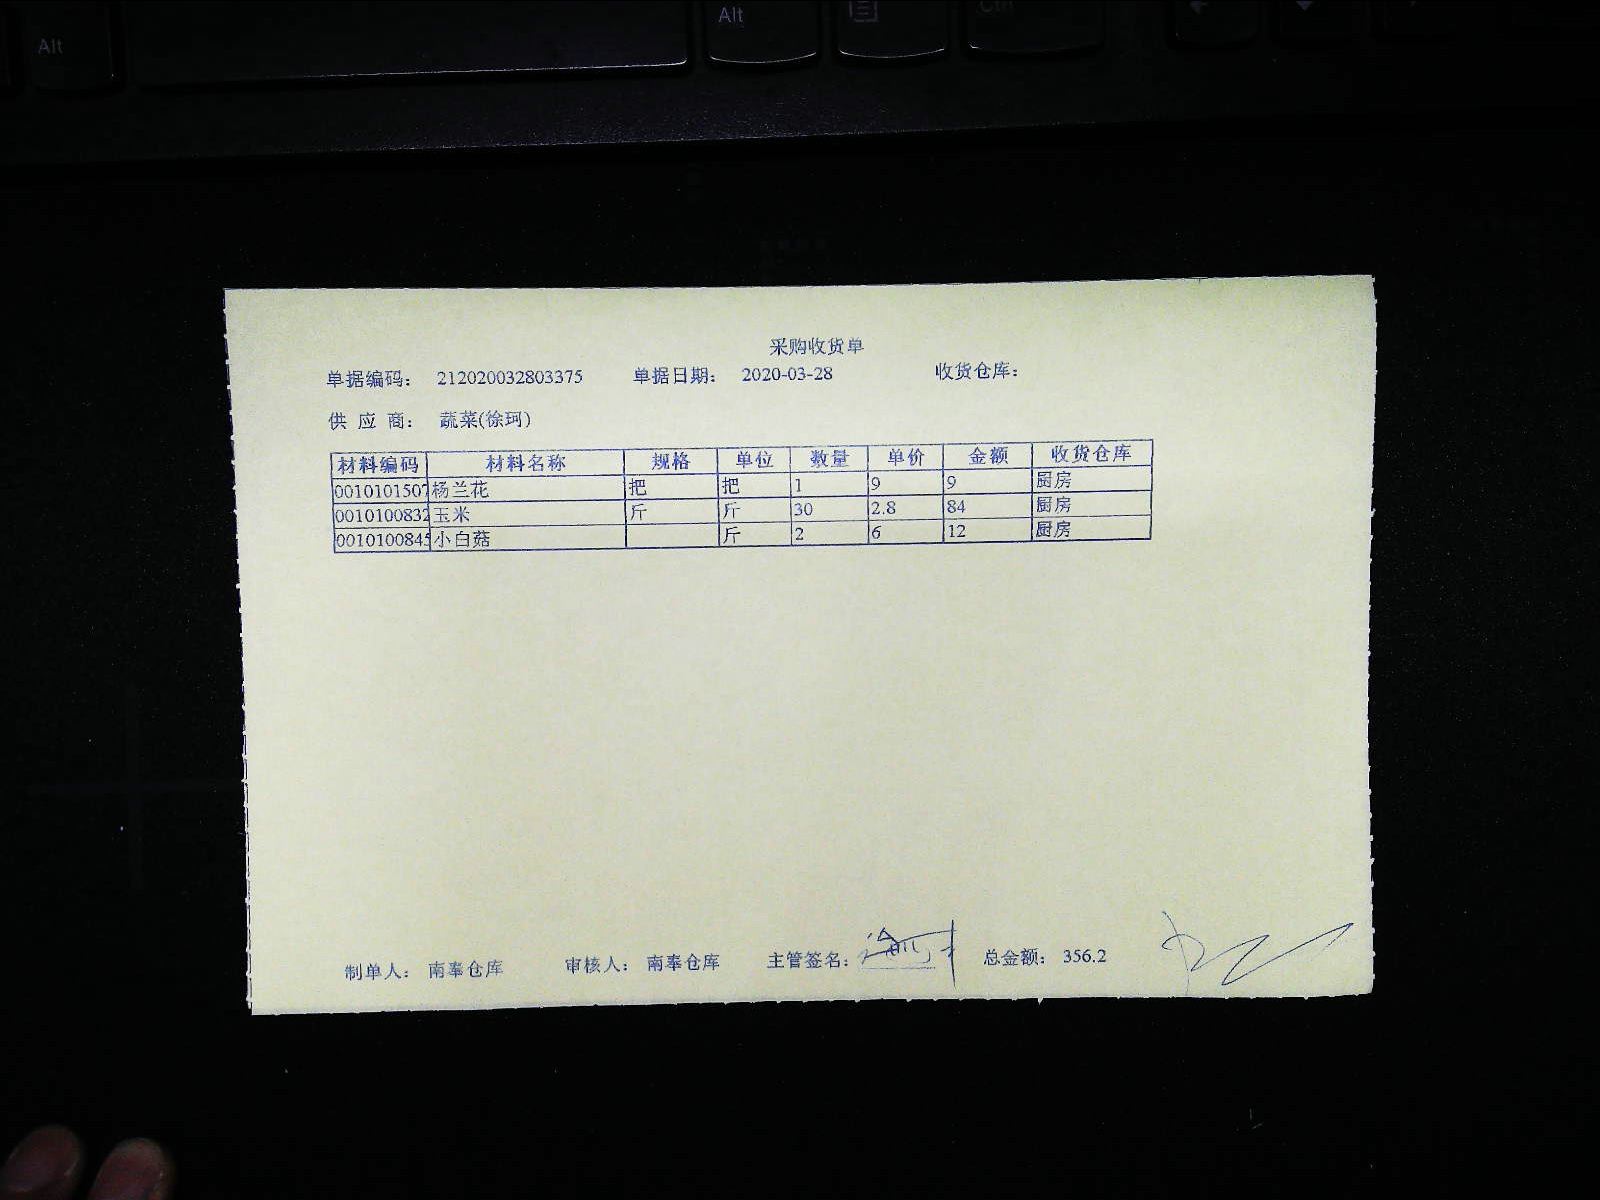 Alt
Alt
Ctrl
采购收货单
单据编码： 212020032803375 单据日期： 2020-03-28 收货仓库：
供 应 商： 蔬菜(徐珂)
材料编码 材料名称 规格 单位 数量 单价 金额 收货仓库
0010101507 杨兰花 把 把 1 9 9 厨房
0010100832 玉米 斤 斤 30 2.8 84 厨房
0010100845 小白菇 斤 2 6 12 厨房
制单人： 南奉仓库 审核人： 南奉仓库 主管签名： 总金额： 356.2